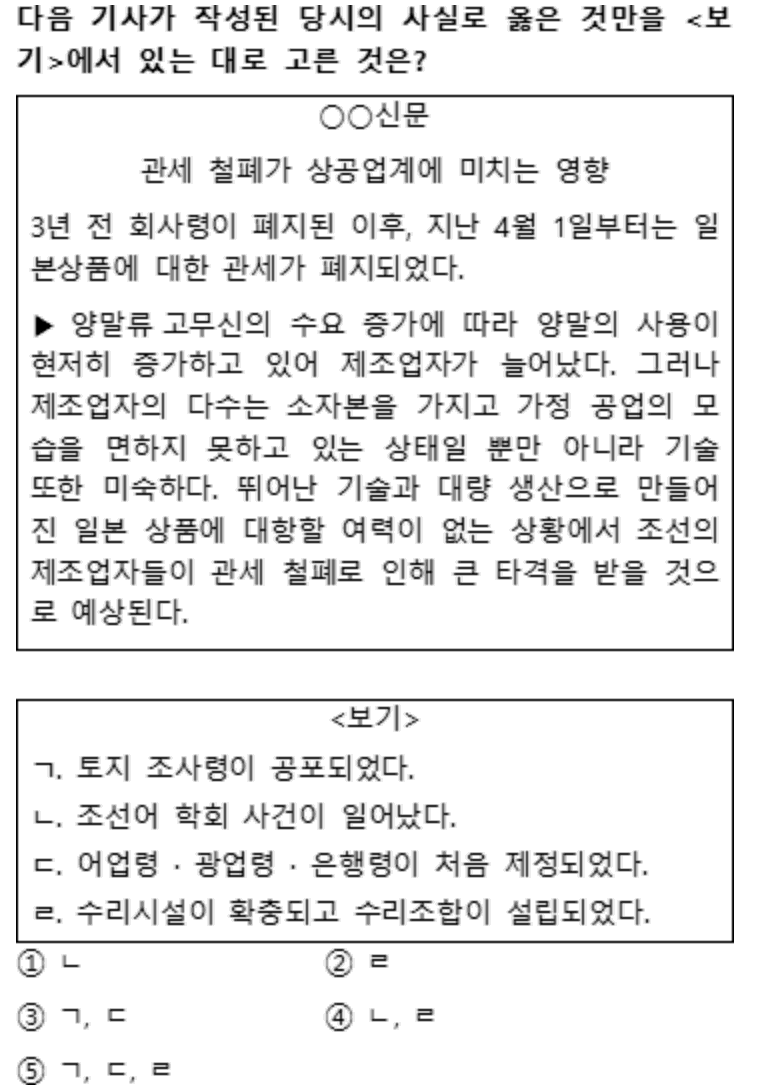 다음 기사가 작성된 당시의 사실로 옳은 것만을 <보
기>에서 있는 대로 고른 것은?
○○신문
관세 철폐가 상공업계에 미치는 영향
3년 전 회사령이 폐지된 이후, 지난 4월 1일부터는 일
본상품에 대한 관세가 폐지되었다.
▶ 양말류 고무신의 수요 증가에 따라 양말의 사용이
현저히 증가하고 있어 제조업자가 늘어났다. 그러나
제조업자의 다수는 소자본을 가지고 가정 공업의 모
습을 면하지 못하고 있는 상태일 뿐만 아니라 기술
또한 미숙하다. 뛰어난 기술과 대량 생산으로 만들어
진 일본 상품에 대항할 여력이 없는 상황에서 조선의
제조업자들이 관세 철폐로 인해 큰 타격을 받을 것으
로 예상된다.
<보기>
ㄱ. 토지 조사령이 공포되었다.
ㄴ. 조선어 학회 사건이 일어났다.
ㄷ. 어업령 · 광업령 · 은행령이 처음 제정되었다.
ㄹ. 수리시설이 확충되고 수리조합이 설립되었다.
① ㄴ ② ㄹ
③ ㄱ, ㄷ ④ ㄴ, ㄹ
⑤ ㄱ, ㄷ, ㄹ